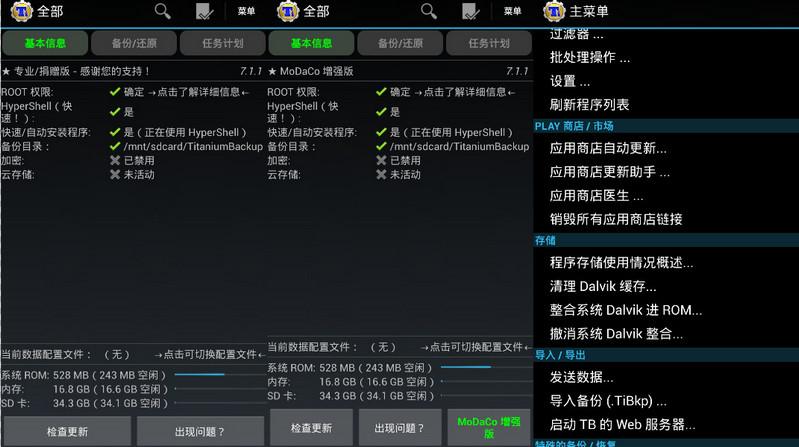 全部
菜单
基本信息
备份/还原
任务计划
★ 专业/捐赠版 - 感谢您的支持！
7.1.1
ROOT 权限:
确定 →点击了解详细信息←
HyperShell（快
速！）:
是
快速/自动安装程序:
是（正在使用 HyperShell）
备份目录：
/mnt/sdcard/TitaniumBackup
加密:
已禁用
云存储:
未活动
当前数据配置文件： （无） →点击可切换配置文件←
系统 ROM: 528 MB ( 243 MB 空闲 )
内存: 16.8 GB ( 16.6 GB 空闲 )
SD 卡: 34.3 GB ( 34.1 GB 空闲 )
检查更新
出现问题？
全部
菜单
基本信息
备份/还原
任务计划
★ MoDaCo 增强版
7.1.1
ROOT 权限:
确定 →点击了解详细信息←
HyperShell（快
速！）:
是
快速/自动安装程序:
是（正在使用 HyperShell）
备份目录：
/mnt/sdcard/TitaniumBackup
加密:
已禁用
云存储:
未活动
当前数据配置文件： （无） →点击可切换配置文件←
系统 ROM: 528 MB ( 243 MB 空闲 )
内存: 16.8 GB ( 16.6 GB 空闲 )
SD 卡: 34.3 GB ( 34.1 GB 空闲 )
检查更新
出现问题？
MoDaCo 增强
版
主菜单
过滤器 ...
批处理操作 ...
设置 ...
刷新程序列表
PLAY 商店 / 市场
应用商店自动更新...
应用商店更新助手 ...
应用商店医生 ...
销毁所有应用商店链接
存储
程序存储使用情况概述...
清理 Dalvik 缓存...
整合系统 Dalvik 进 ROM...
撤消系统 Dalvik 整合...
导入 / 导出
发送数据...
导入备份 (.TiBkp) ...
启动 TB 的 Web 服务器...
特殊的备份 / 恢复